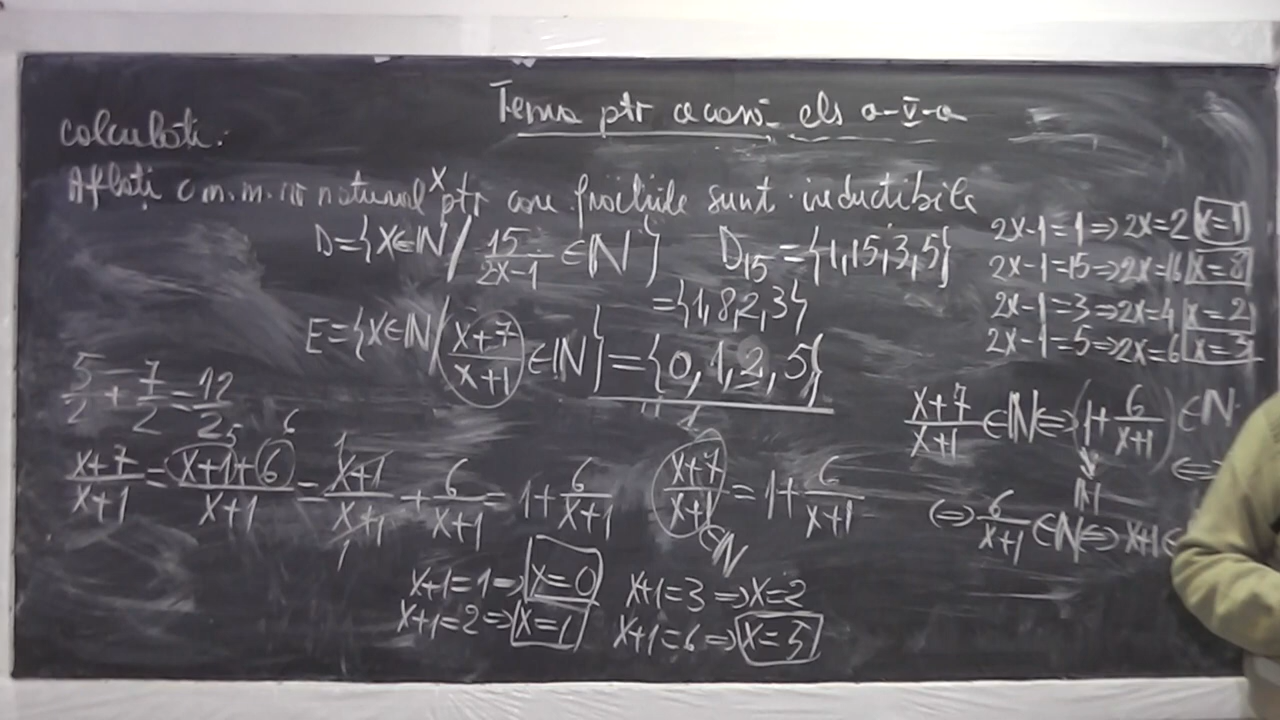 Tema ptr acasă cls a-V-a
Calculati:
Aflați c m.m. nr natural x ptr care fracțiile sunt ireductibile
D={x∈ℕ/ 15/(2x-1) ∈ℕ} D₁₅={1,15,3,5}
={1,8,2,3}
2x-1=1⇒2x=2 x=1
2x-1=15⇒2x=16 x=8
2x-1=3⇒2x=4 x=2
2x-1=5⇒2x=6 x=3
E={x∈ℕ/ (x+7)/(x+1) ∈ℕ}={0,1,2,5}
5/2+7/2=12/2
(x+7)/(x+1)=(x+1+6)/(x+1)=(x+1)/(x+1)+6/(x+1)=1+6/(x+1)
(x+7)/(x+1)=1+6/(x+1)
∈ℕ
(x+7)/(x+1)∈ℕ⇔(1+6/(x+1))∈ℕ
⇔
⇔6/(x+1)∈ℕ⇔x+1∈
x+1=1⇒x=0 x+1=3⇒x=2
x+1=2⇒x=1 x+1=6⇒x=5